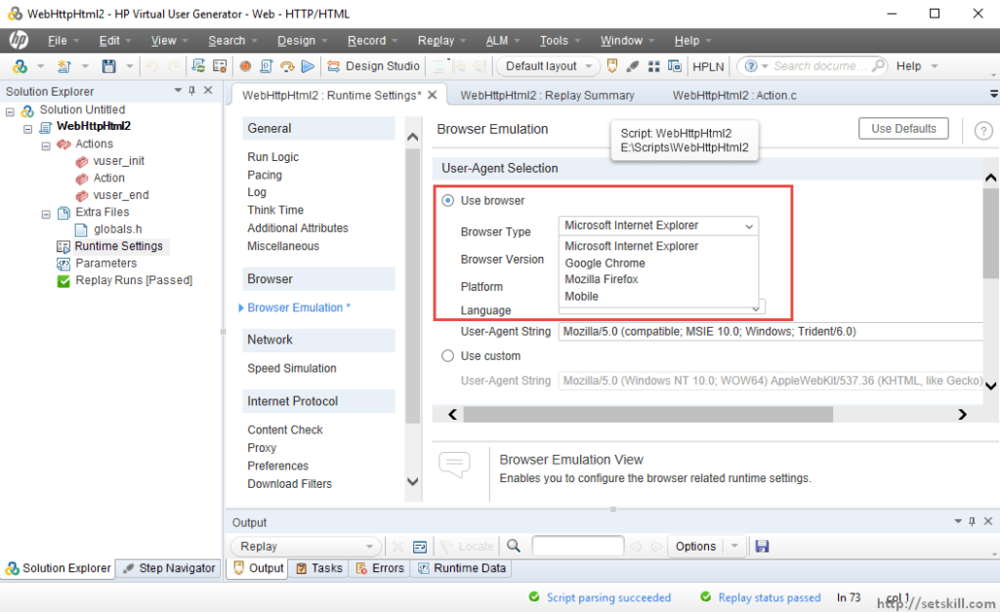 WebHttpHtml2 - HP Virtual User Generator - Web - HTTP/HTML
hp File Edit View Search Design Record Replay ALM Tools Window Help
Design Studio Default layout HPLN Search docume... Help
Solution Explorer
Solution Untitled
WebHttpHtml2
Actions
vuser_init
Action
vuser_end
Extra Files
globals.h
Runtime Settings
Parameters
Replay Runs [Passed]
Solution Explorer Step Navigator
WebHttpHtml2 : Runtime Settings* WebHttpHtml2 : Replay Summary WebHttpHtml2 : Action.c
General
Run Logic
Pacing
Log
Think Time
Additional Attributes
Miscellaneous
Browser
Browser Emulation *
Network
Speed Simulation
Internet Protocol
Content Check
Proxy
Preferences
Download Filters
Browser Emulation
Script: WebHttpHtml2
E:\Scripts\WebHttpHtml2
Use Defaults
User-Agent Selection
Use browser
Browser Type Microsoft Internet Explorer
Microsoft Internet Explorer
Browser Version Google Chrome
Mozilla Firefox
Platform Mobile
Language
User-Agent String Mozilla/5.0 (compatible; MSIE 10.0; Windows; Trident/6.0)
Use custom
User-Agent String Mozilla/5.0 (Windows NT 10.0; WOW64) AppleWebKit/537.36 (KHTML, like Gecko)
Browser Emulation View
Enables you to configure the browser related runtime settings.
Output
Replay Locate Options
Output Tasks Errors Runtime Data
Script parsing succeeded Replay status passed ln 73 col 1
http://setskill.com